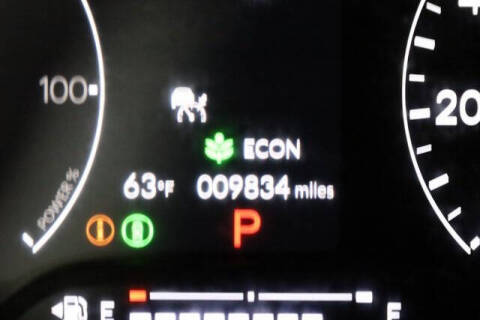 100
20
ECON
63°F 009834 miles
POWER %
P
E F